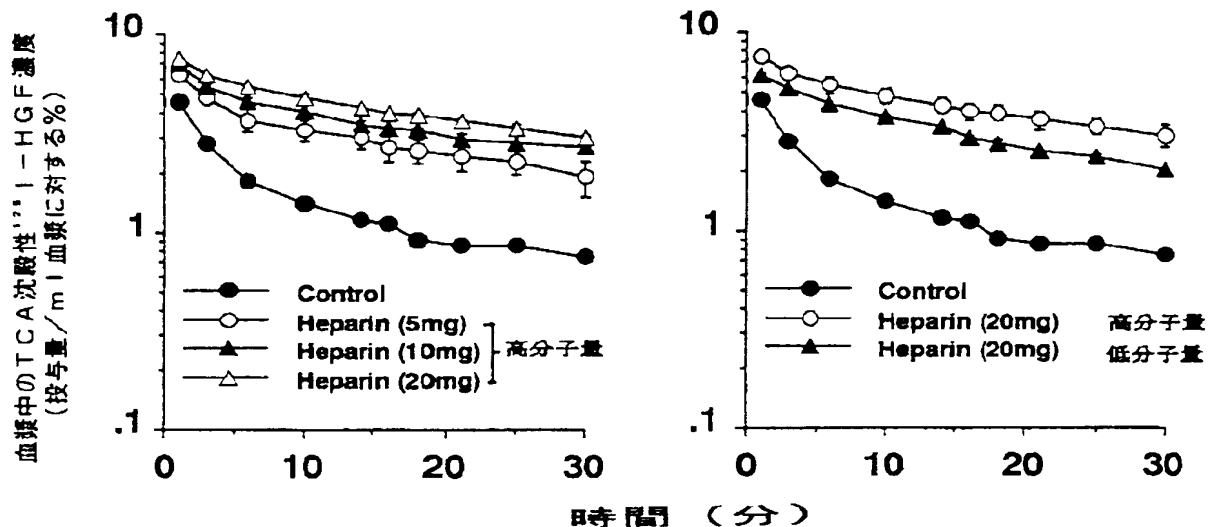 血漿中のTCA沈殿性¹²⁵I-HGF濃度
(投与量/ml血漿に対する%)
10
1
.1
0
10
20
30
Control
Heparin (5mg)
Heparin (10mg)
Heparin (20mg)
高分子量
10
1
.1
0
10
20
30
Control
Heparin (20mg) 高分子量
Heparin (20mg) 低分子量
時間 (分)